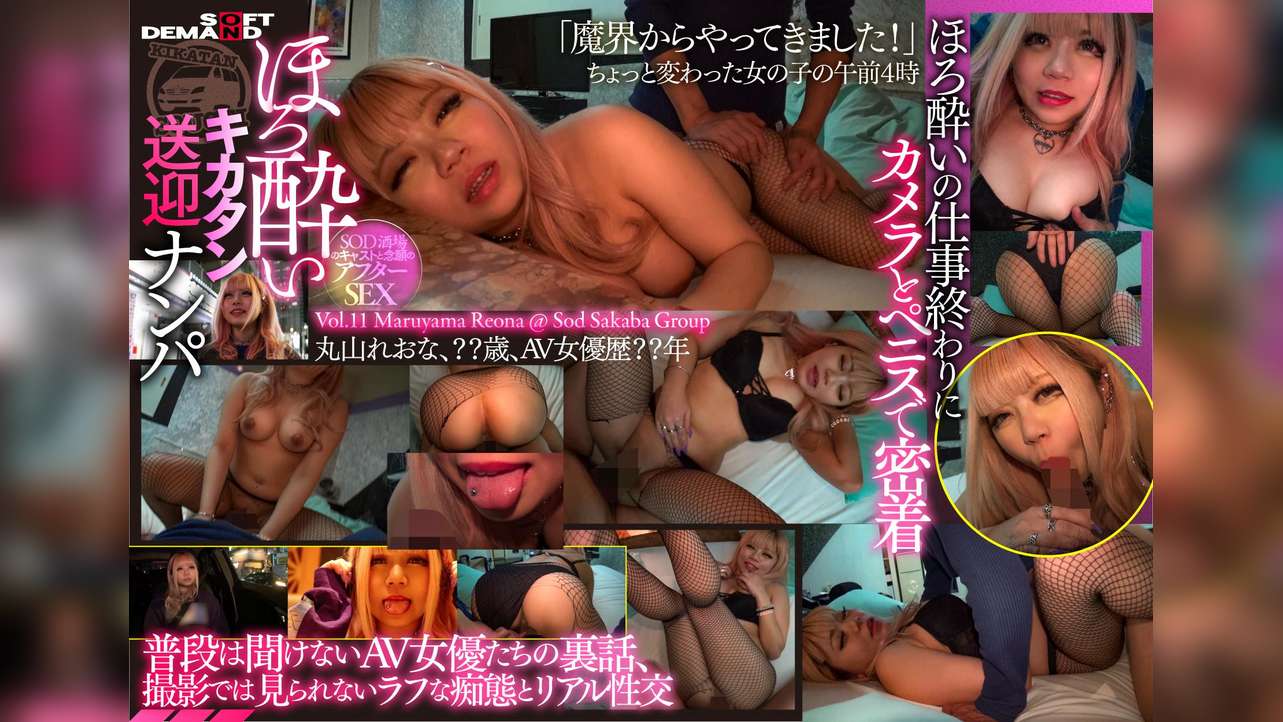 SOFT
ON
DEMAND
KIKATAN
ほろ酔い
キカタン
送迎ナンパ
SOD酒場
のキャストと念願の
アフター
SEX
「魔界からやってきました!」
ちょっと変わった女の子の午前4時
ほろ酔いの仕事終わりに
カメラとペニスで密着
Vol.11 Maruyama Reona @ Sod Sakaba Group
丸山れおな、??歳、AV女優歴??年
普段は聞けないAV女優たちの裏話、
撮影では見られないラフな痴態とリアル性交